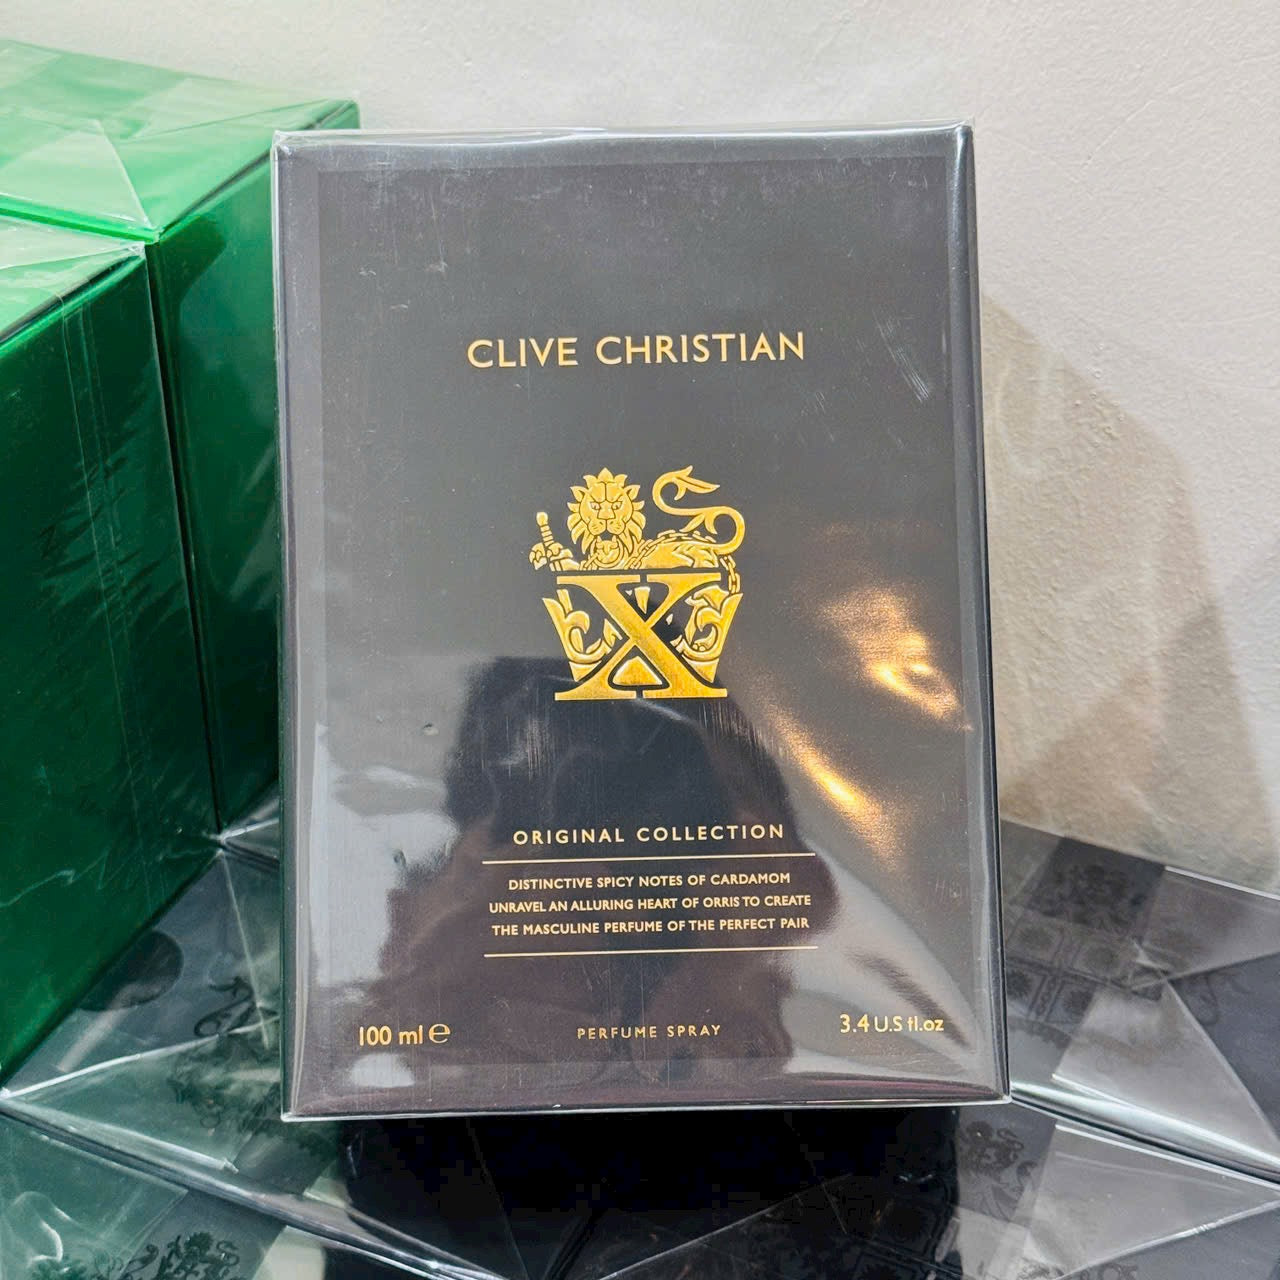 CLIVE CHRISTIAN
X
ORIGINAL COLLECTION
DISTINCTIVE SPICY NOTES OF CARDAMOM
UNRAVEL AN ALLURING HEART OF ORRIS TO CREATE
THE MASCULINE PERFUME OF THE PERFECT PAIR
100 ml ℮ PERFUME SPRAY 3.4 U.S fl.oz